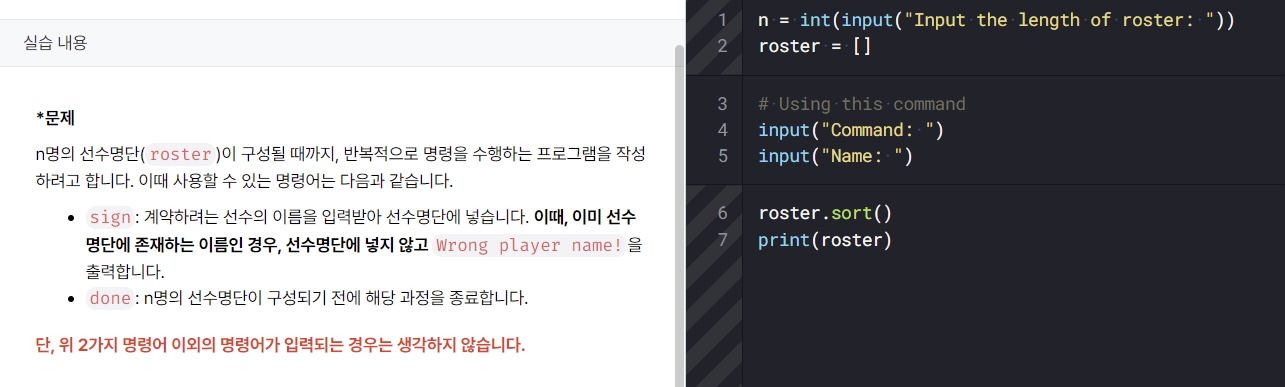 실습 내용
*문제
n명의 선수명단( roster )이 구성될 때까지, 반복적으로 명령을 수행하는 프로그램을 작성
하려고 합니다. 이때 사용할 수 있는 명령어는 다음과 같습니다.
• sign : 계약하려는 선수의 이름을 입력받아 선수명단에 넣습니다. 이때, 이미 선수
명단에 존재하는 이름인 경우, 선수명단에 넣지 않고 Wrong player name! 을
출력합니다.
• done : n명의 선수명단이 구성되기 전에 해당 과정을 종료합니다.
단, 위 2가지 명령어 이외의 명령어가 입력되는 경우는 생각하지 않습니다.
1 n = int(input("Input the length of roster: "))
2 roster = []
3 # Using this command
4 input("Command: ")
5 input("Name: ")
6 roster.sort()
7 print(roster)